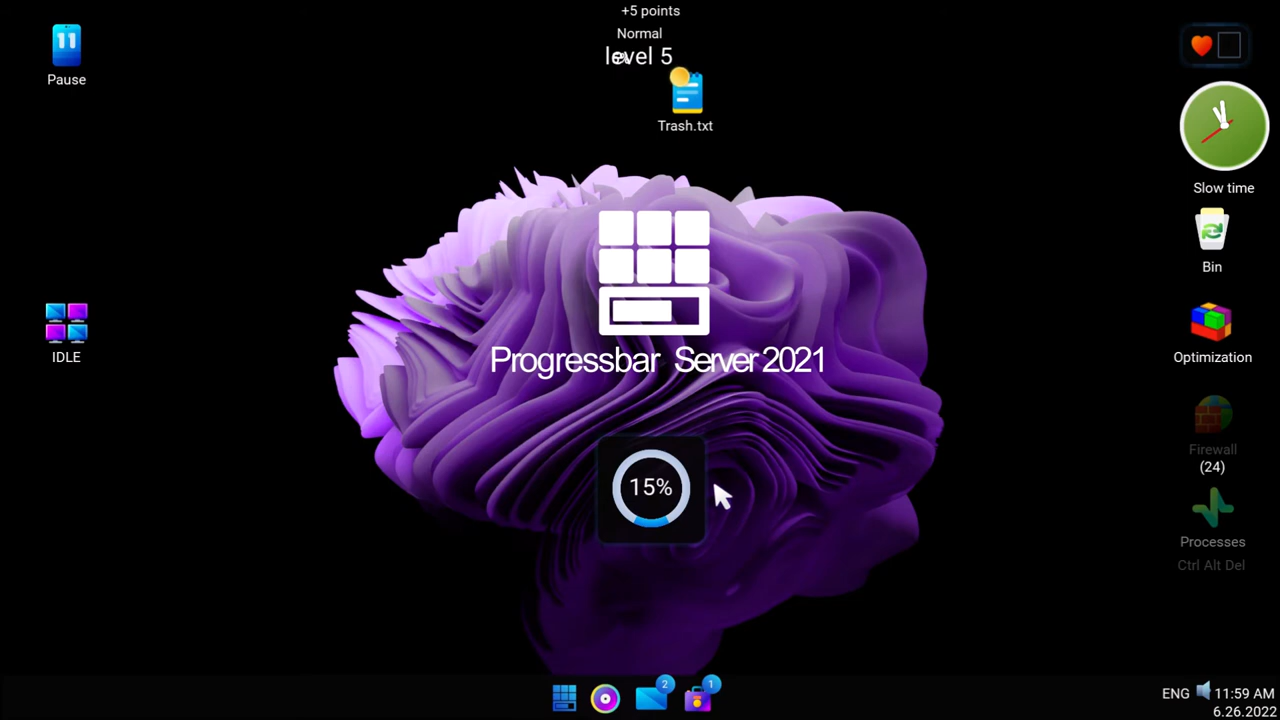 +5 points
Normal
level 5
Pause
Trash.txt
Slow time
Bin
IDLE
Optimization
Progressbar Server 2021
Firewall
(24)
15%
Processes
Ctrl Alt Del
2
1
ENG 11:59 AM
6.26.2022